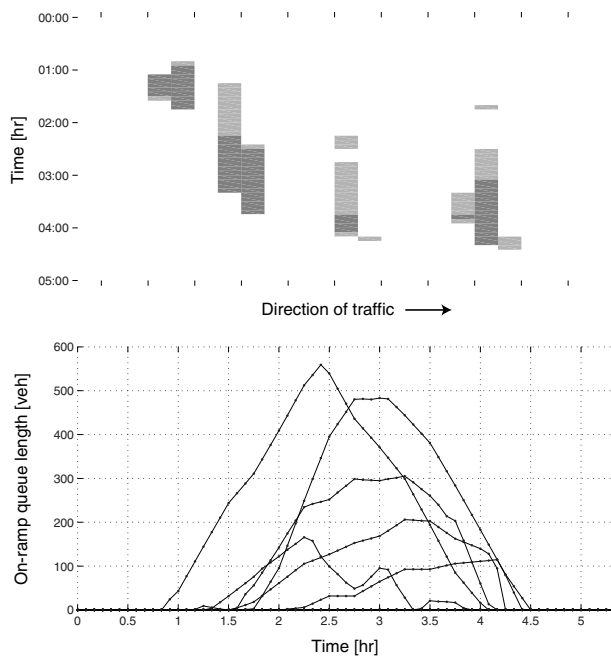 00:00
01:00
02:00
03:00
04:00
05:00
Time [hr]
Direction of traffic
600
500
400
300
200
100
0
On-ramp queue length [veh]
0 0.5 1 1.5 2 2.5 3 3.5 4 4.5 5
Time [hr]